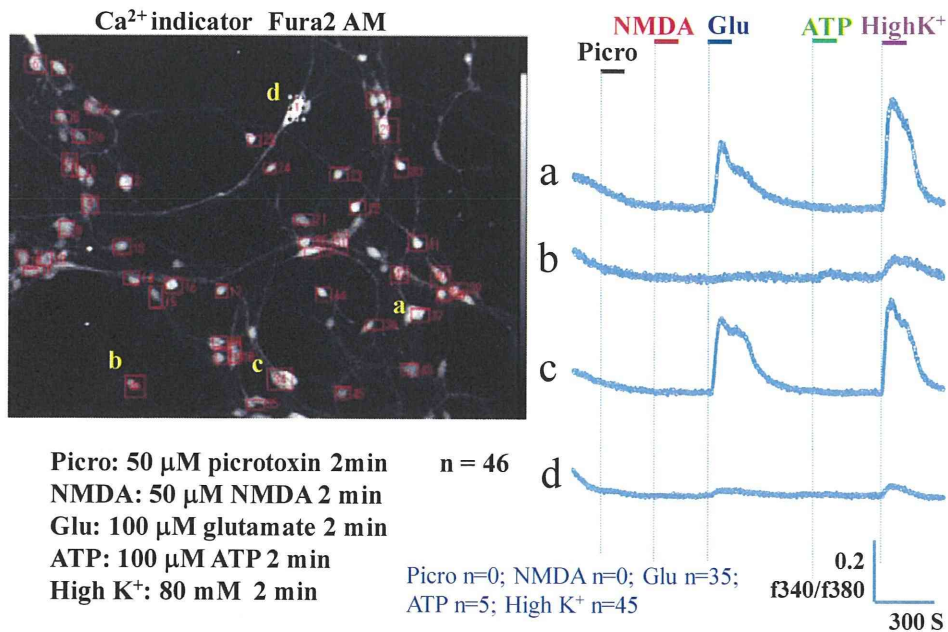 Ca²⁺ indicator Fura2 AM
d
a
b
c
Picro
NMDA
Glu
ATP
HighK⁺
a
b
c
d
Picro: 50 μM picrotoxin 2min
n = 46
NMDA: 50 μM NMDA 2 min
Glu: 100 μM glutamate 2 min
ATP: 100 μM ATP 2 min
High K⁺: 80 mM 2 min
Picro n=0; NMDA n=0; Glu n=35;
ATP n=5; High K⁺ n=45
0.2
f340/f380
300 S